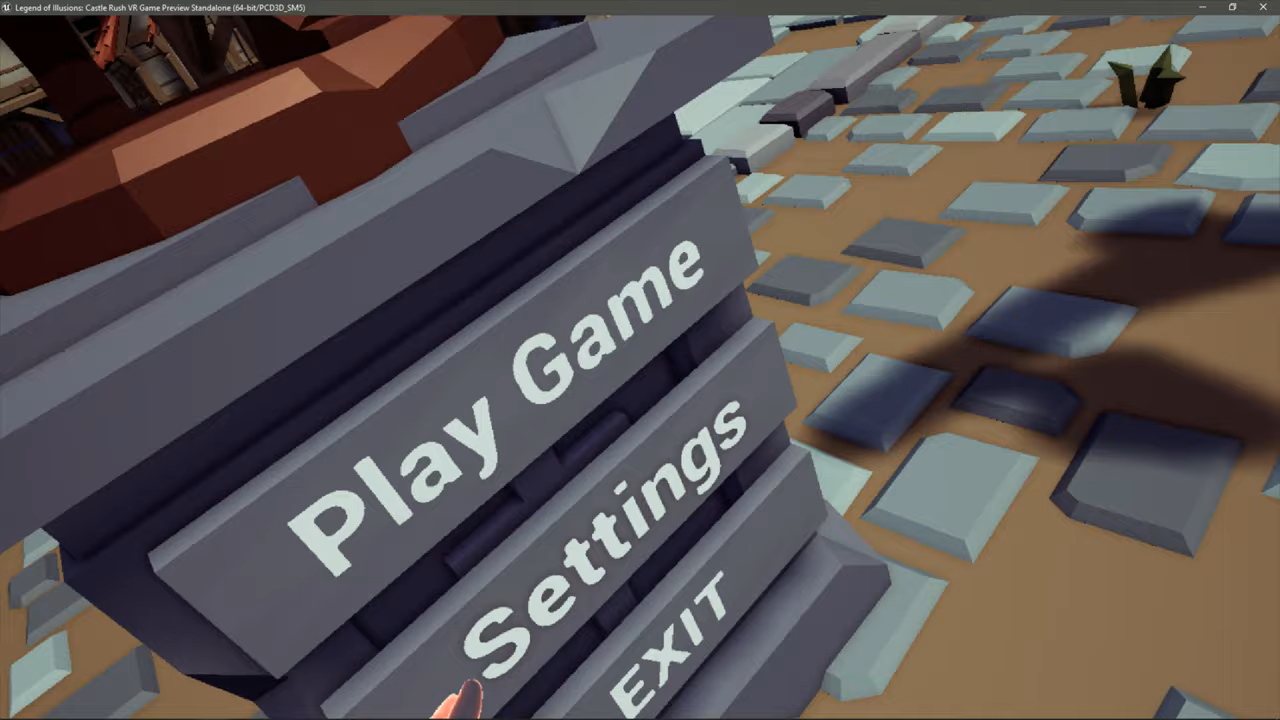 Legend of Illusions: Castle Rush VR Game Preview Standalone (64-bit/PCD3D_SM5)
Play Game
Settings
EXIT